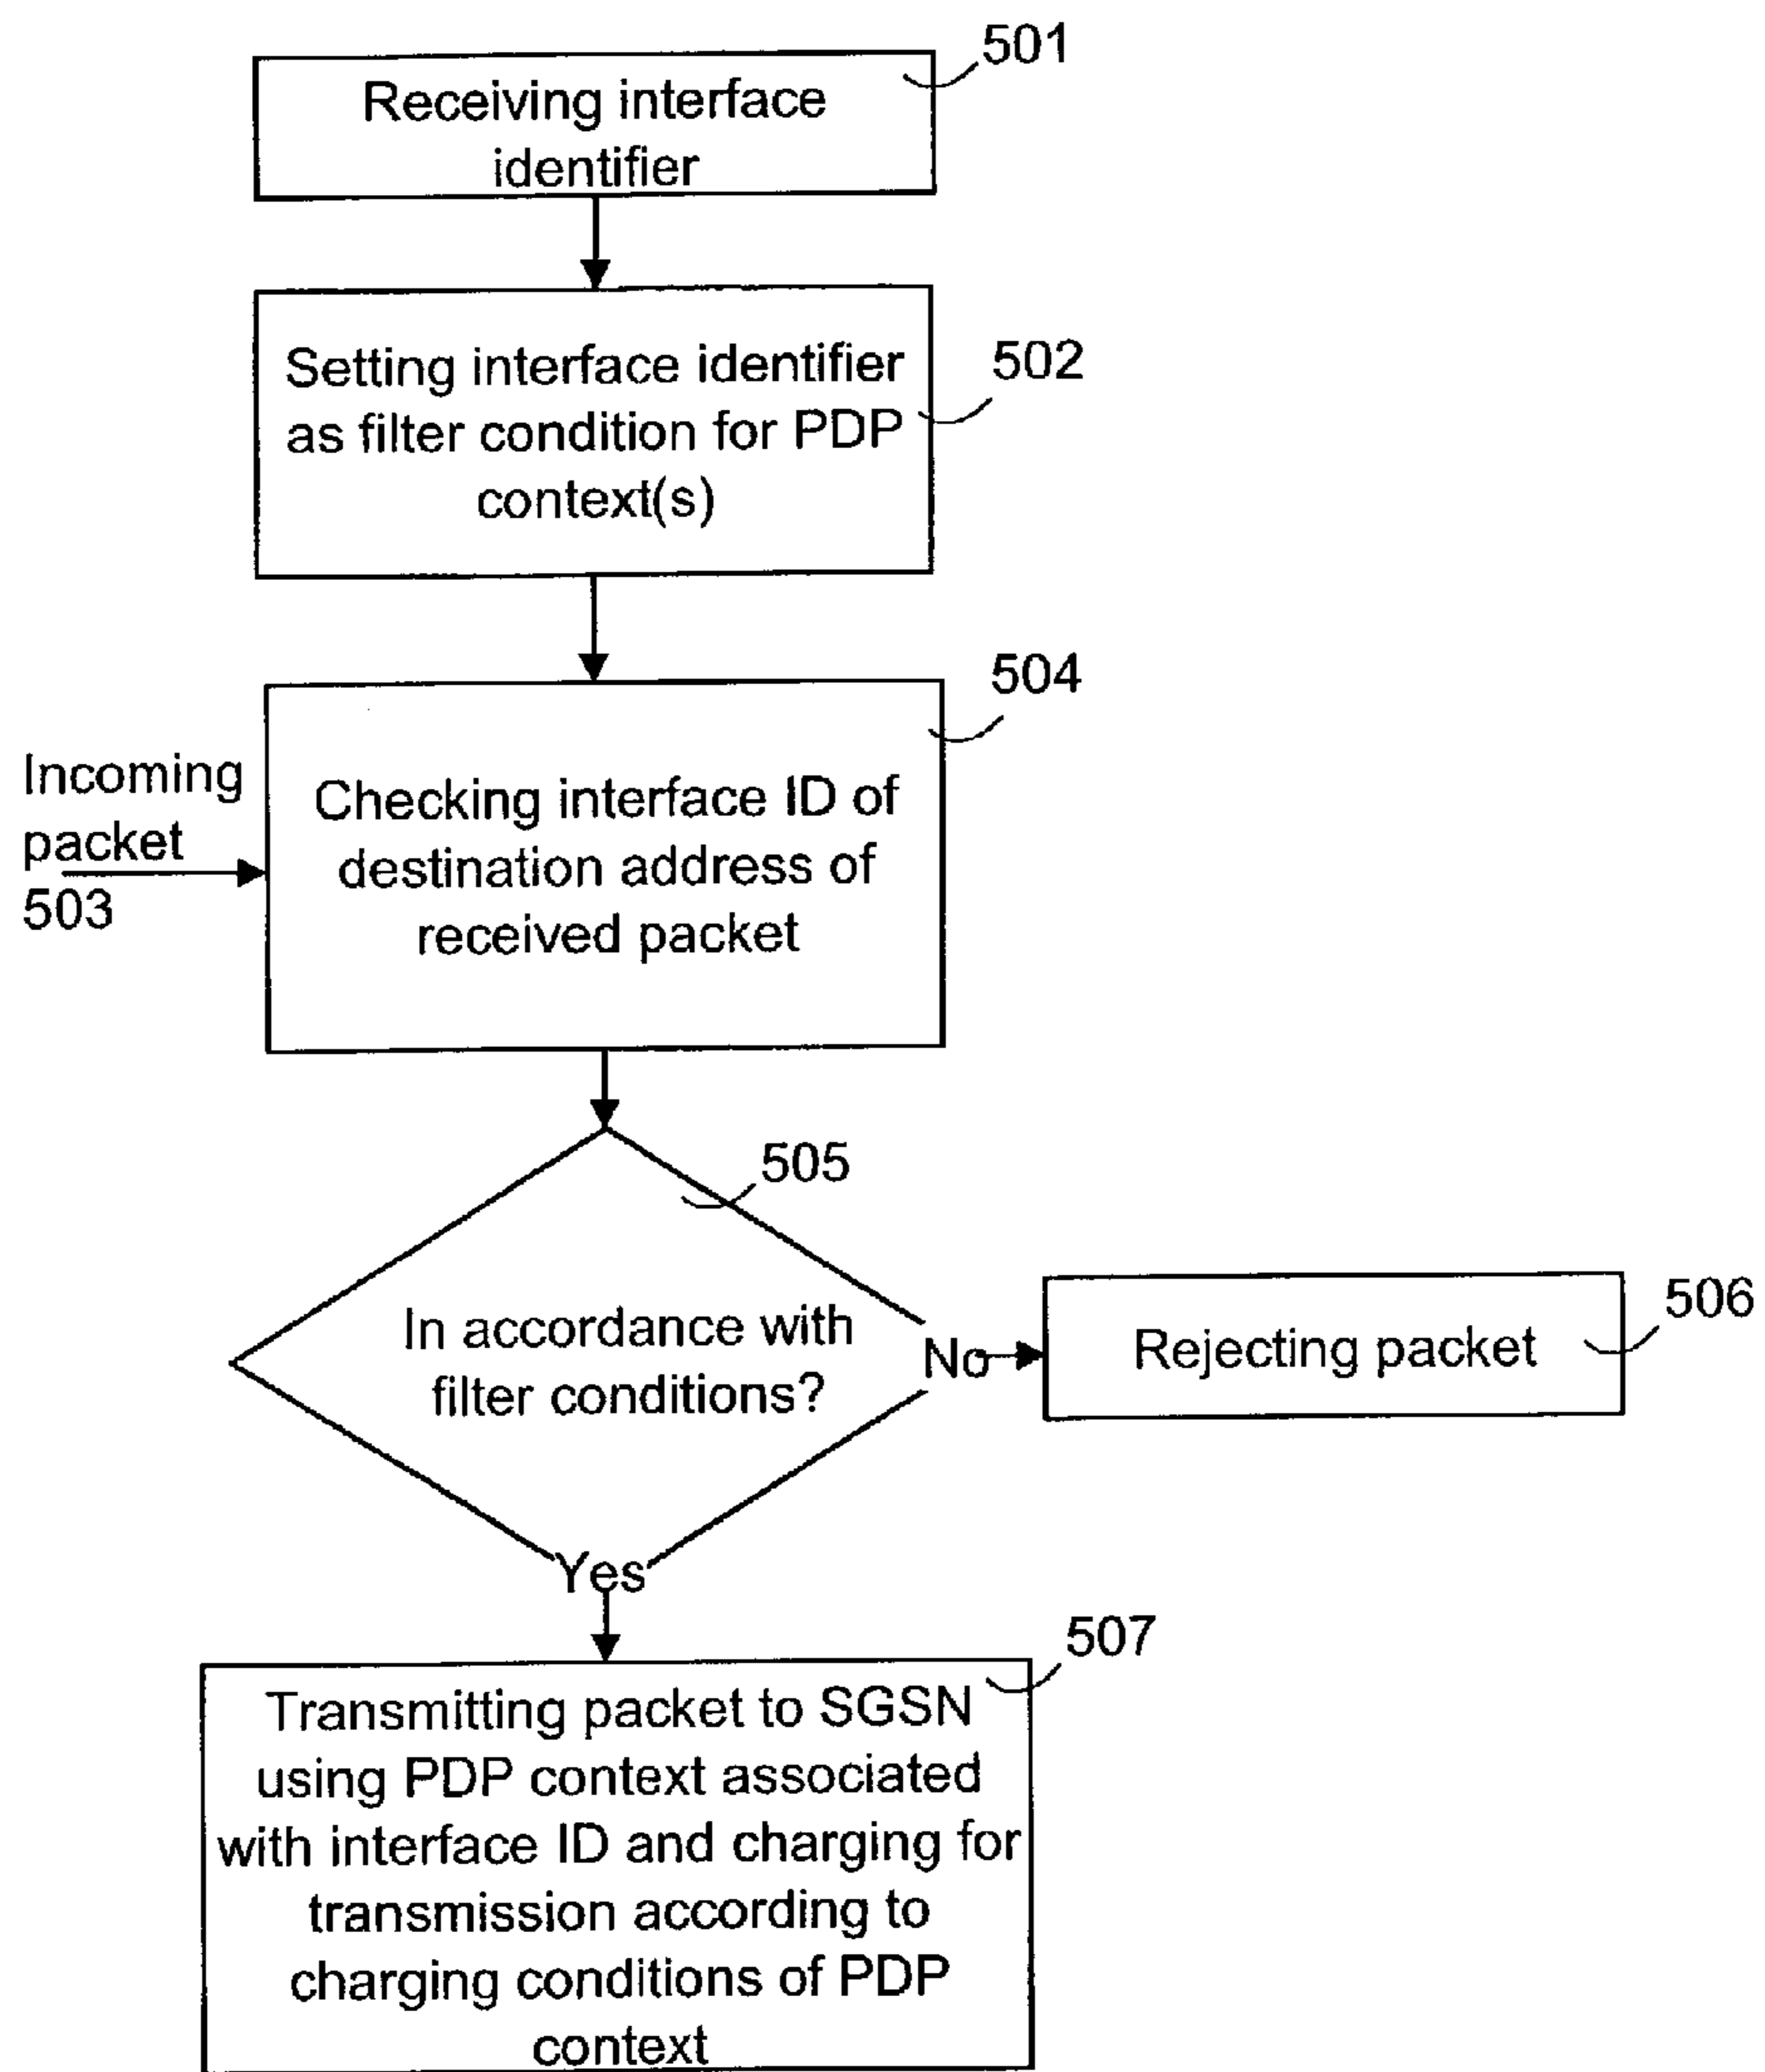 501
Receiving interface
identifier
502
Setting interface identifier
as filter condition for PDP
context(s)
504
Incoming
packet
503
Checking interface ID of
destination address of
received packet
505
In accordance with
filter conditions?
No
506
Rejecting packet
Yes
507
Transmitting packet to SGSN
using PDP context associated
with interface ID and charging for
transmission according to
charging conditions of PDP
context